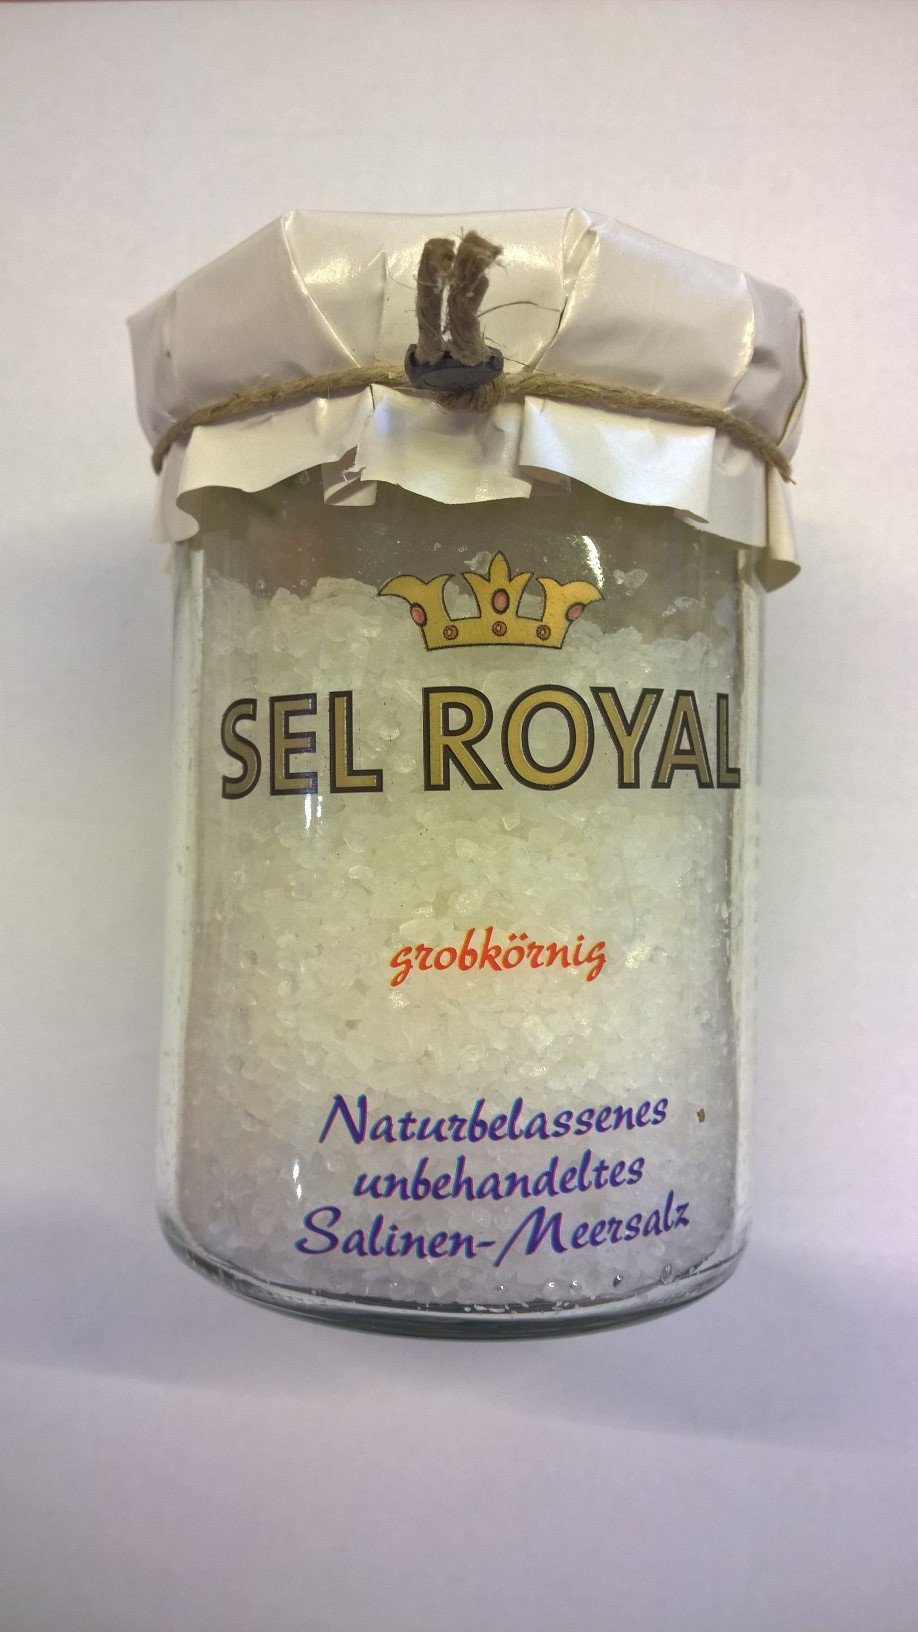 SEL ROYAL
grobkörnig
Naturbelassenes
unbehandeltes
Salinen-Meersalz